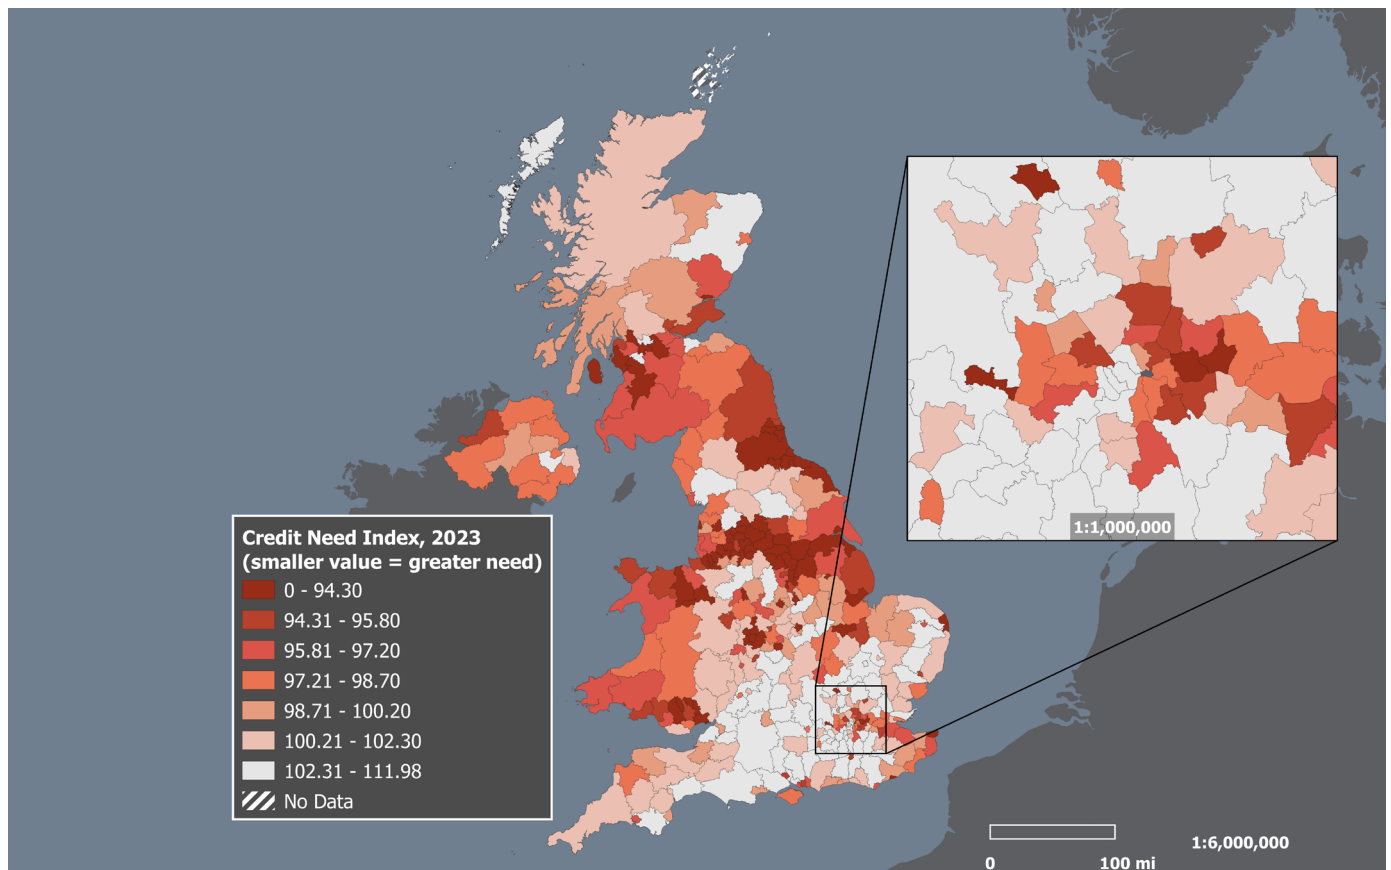 1:1,000,000
Credit Need Index, 2023
(smaller value = greater need)
0 - 94.30
94.31 - 95.80
95.81 - 97.20
97.21 - 98.70
98.71 - 100.20
100.21 - 102.30
102.31 - 111.98
No Data
1:6,000,000
0 100 mi